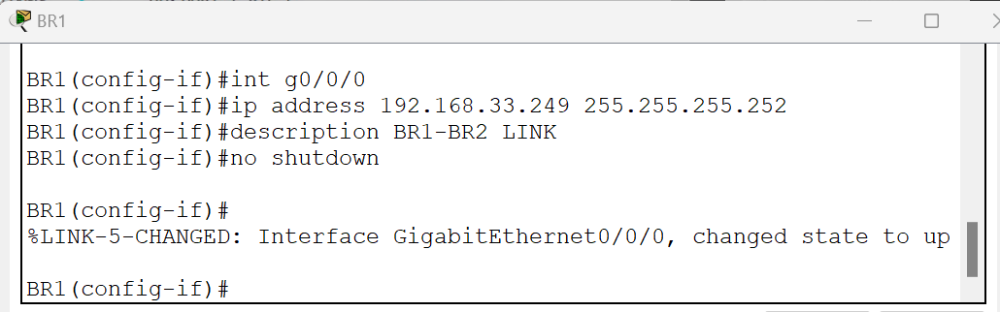 BR1
BR1(config-if)#int g0/0/0
BR1(config-if)#ip address 192.168.33.249 255.255.255.252
BR1(config-if)#description BR1-BR2 LINK
BR1(config-if)#no shutdown
BR1(config-if)#
%LINK-5-CHANGED: Interface GigabitEthernet0/0/0, changed state to up
BR1(config-if)#